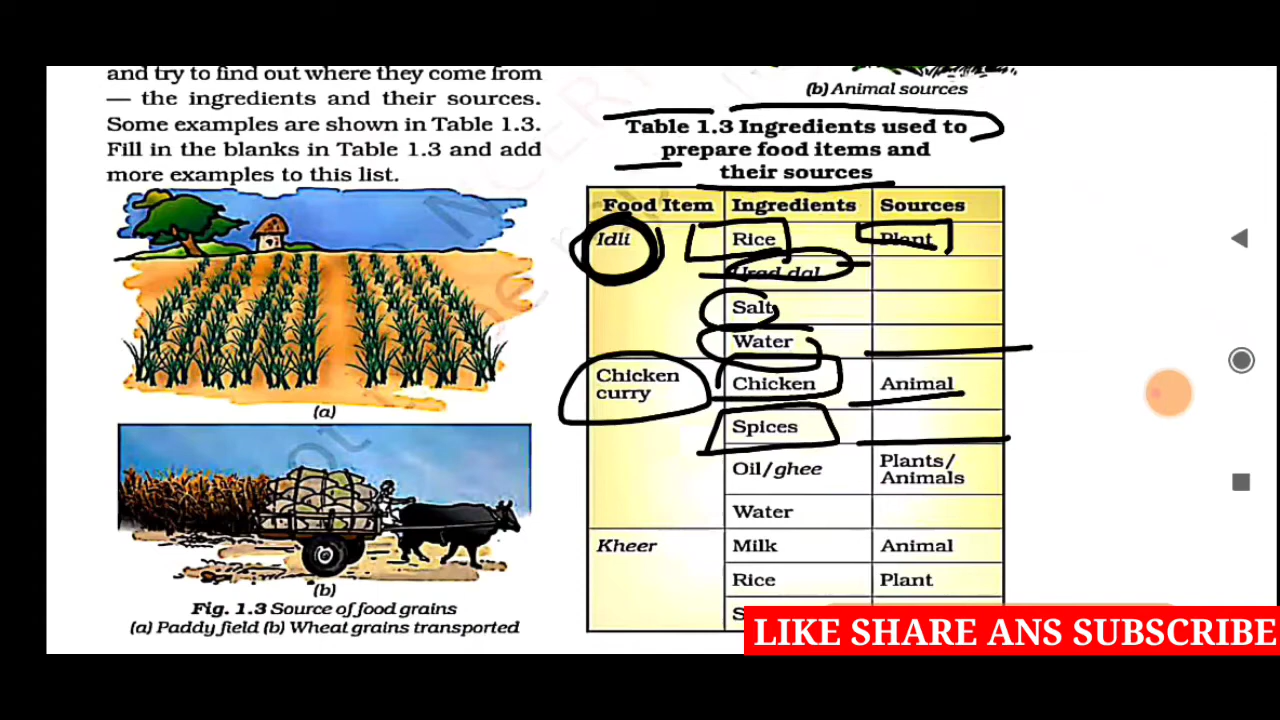 and try to find out where they come from
— the ingredients and their sources.
Some examples are shown in Table 1.3.
Fill in the blanks in Table 1.3 and add
more examples to this list.
(a)
(b)
Fig. 1.3 Source of food grains
(a) Paddy field (b) Wheat grains transported
(b) Animal sources
Table 1.3 Ingredients used to
prepare food items and
their sources
Food Item Ingredients Sources
Idli Rice Plant
Urad dal
Salt
Water
Chicken curry Chicken Animal
Spices
Oil/ghee Plants/Animals
Water
Kheer Milk Animal
Rice Plant
LIKE SHARE ANS SUBSCRIBE